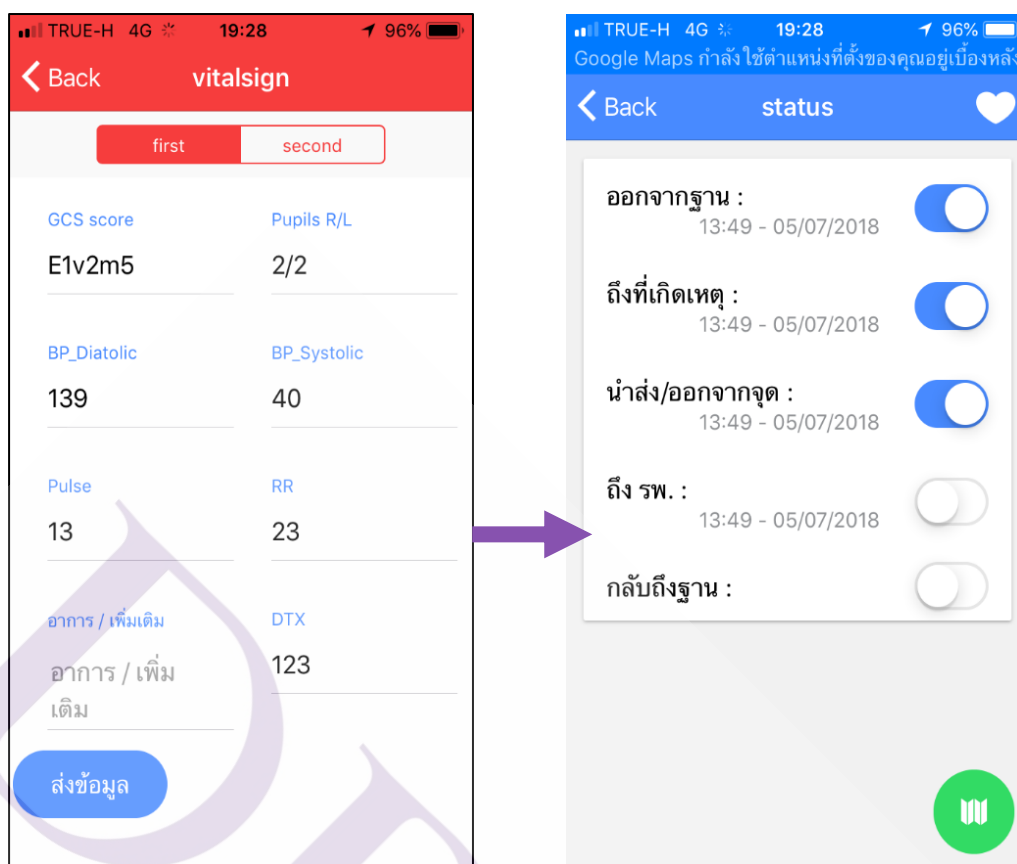 TRUE-H 4G 19:28 96%
Back vitalsign
first second
GCS score Pupils R/L
E1v2m5 2/2
BP_Diatolic BP_Systolic
139 40
Pulse RR
13 23
อาการ / เพิ่มเติม DTX
อาการ / เพิ่ม 123
เติม
ส่งข้อมูล
TRUE-H 4G 19:28 96%
Google Maps กำลังใช้ตำแหน่งที่ตั้งของคุณอยู่เบื้องหลัง
Back status
ออกจากฐาน :
13:49 - 05/07/2018
ถึงที่เกิดเหตุ :
13:49 - 05/07/2018
นำส่ง/ออกจากจุด :
13:49 - 05/07/2018
ถึง รพ. :
13:49 - 05/07/2018
กลับถึงฐาน :